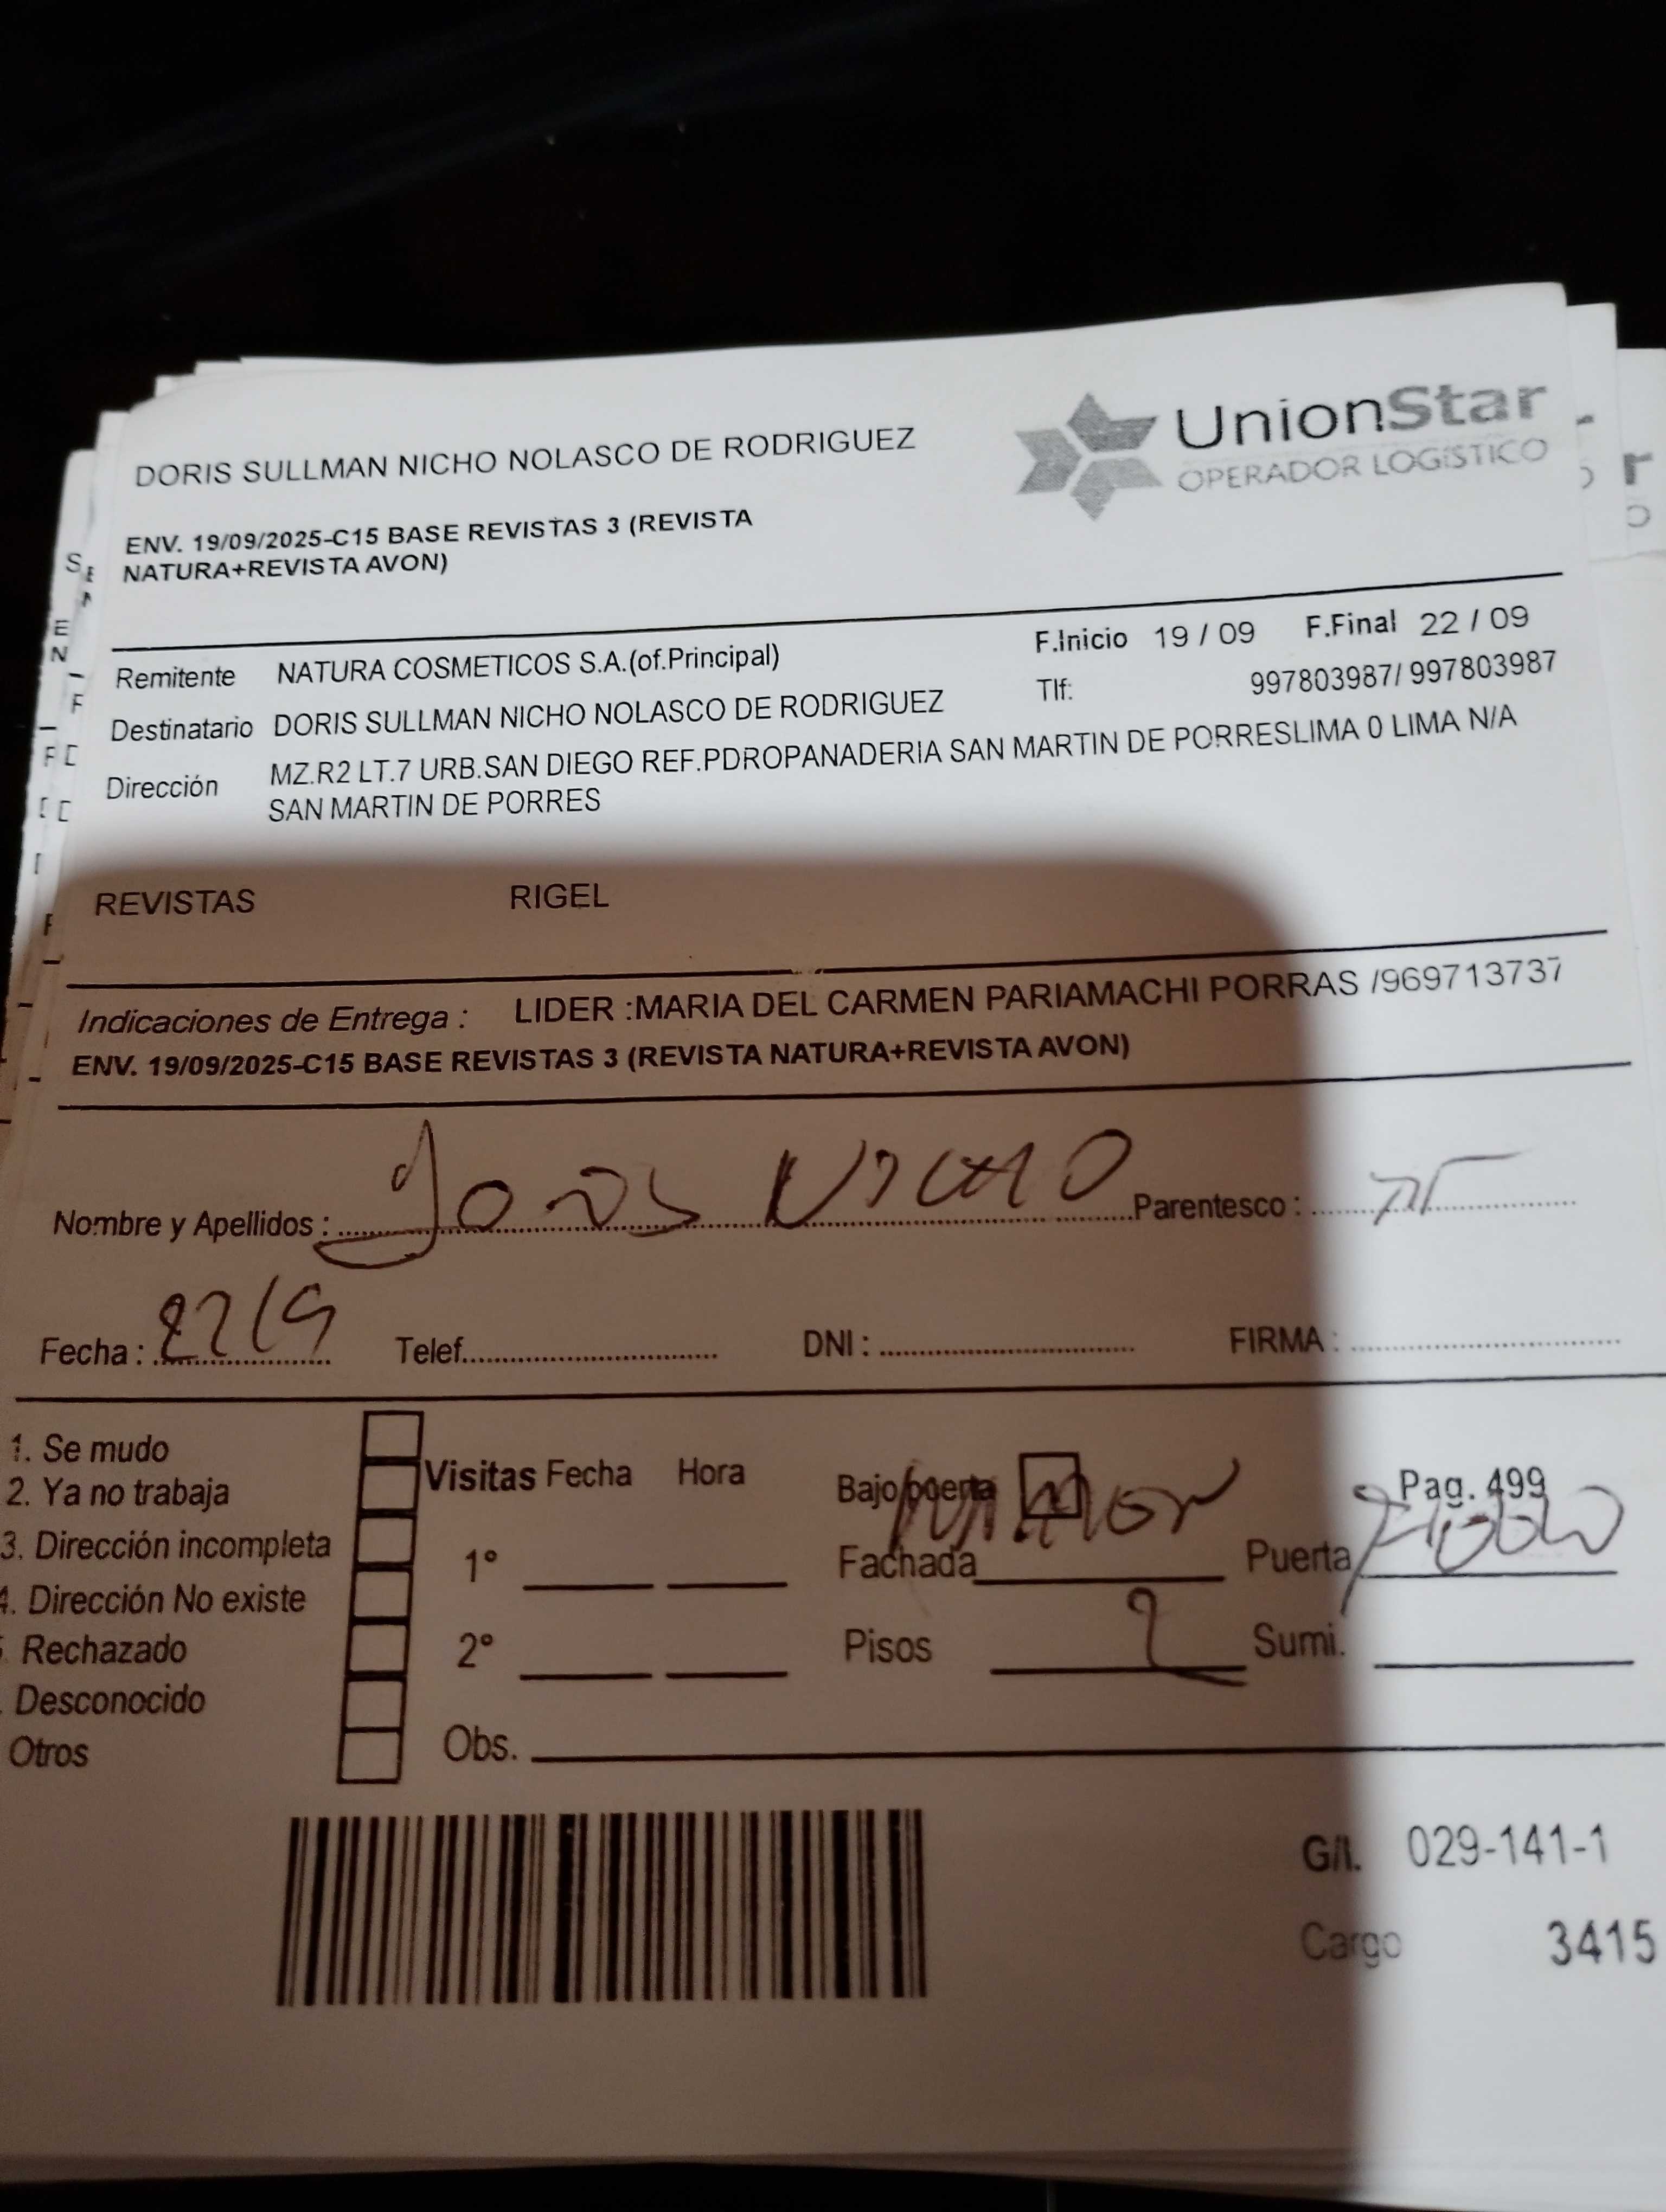 DORIS SULLMAN NICHO NOLASCO DE RODRIGUEZ
UnionStar
OPERADOR LOGÍSTICO
ENV. 19/09/2025-C15 BASE REVISTAS 3 (REVISTA
NATURA+REVISTA AVON)
F.Inicio 19 / 09 F.Final 22 / 09
Remitente NATURA COSMETICOS S.A.(of.Principal)
Tlf: 997803987/ 997803987
Destinatario DORIS SULLMAN NICHO NOLASCO DE RODRIGUEZ
Dirección MZ.R2 LT.7 URB.SAN DIEGO REF.PDROPANADERIA SAN MARTIN DE PORRESLIMA 0 LIMA N/A
SAN MARTIN DE PORRES
REVISTAS RIGEL
Indicaciones de Entrega : LIDER :MARIA DEL CARMEN PARIAMACHI PORRAS /969713737
ENV. 19/09/2025-C15 BASE REVISTAS 3 (REVISTA NATURA+REVISTA AVON)
Nombre y Apellidos : Doris Nicho Parentesco :
Fecha : 22/9 Telef. DNI : FIRMA :
1. Se mudo
2. Ya no trabaja
3. Dirección incompleta
4. Dirección No existe
Rechazado
Desconocido
Otros
Visitas Fecha Hora
1°
2°
Obs.
Bajo puerta Pag. 499
Fachada Puerta
Pisos 2 Sumi.
G/I. 029-141-1
Cargo 3415